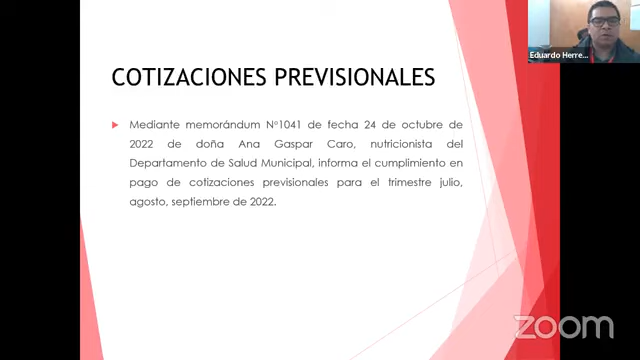 Eduardo Herre...
COTIZACIONES PREVISIONALES
Mediante memorándum N°1041 de fecha 24 de octubre de
2022 de doña Ana Gaspar Caro, nutricionista del
Departamento de Salud Municipal, informa el cumplimiento en
pago de cotizaciones previsionales para el trimestre julio,
agosto, septiembre de 2022.
zoom